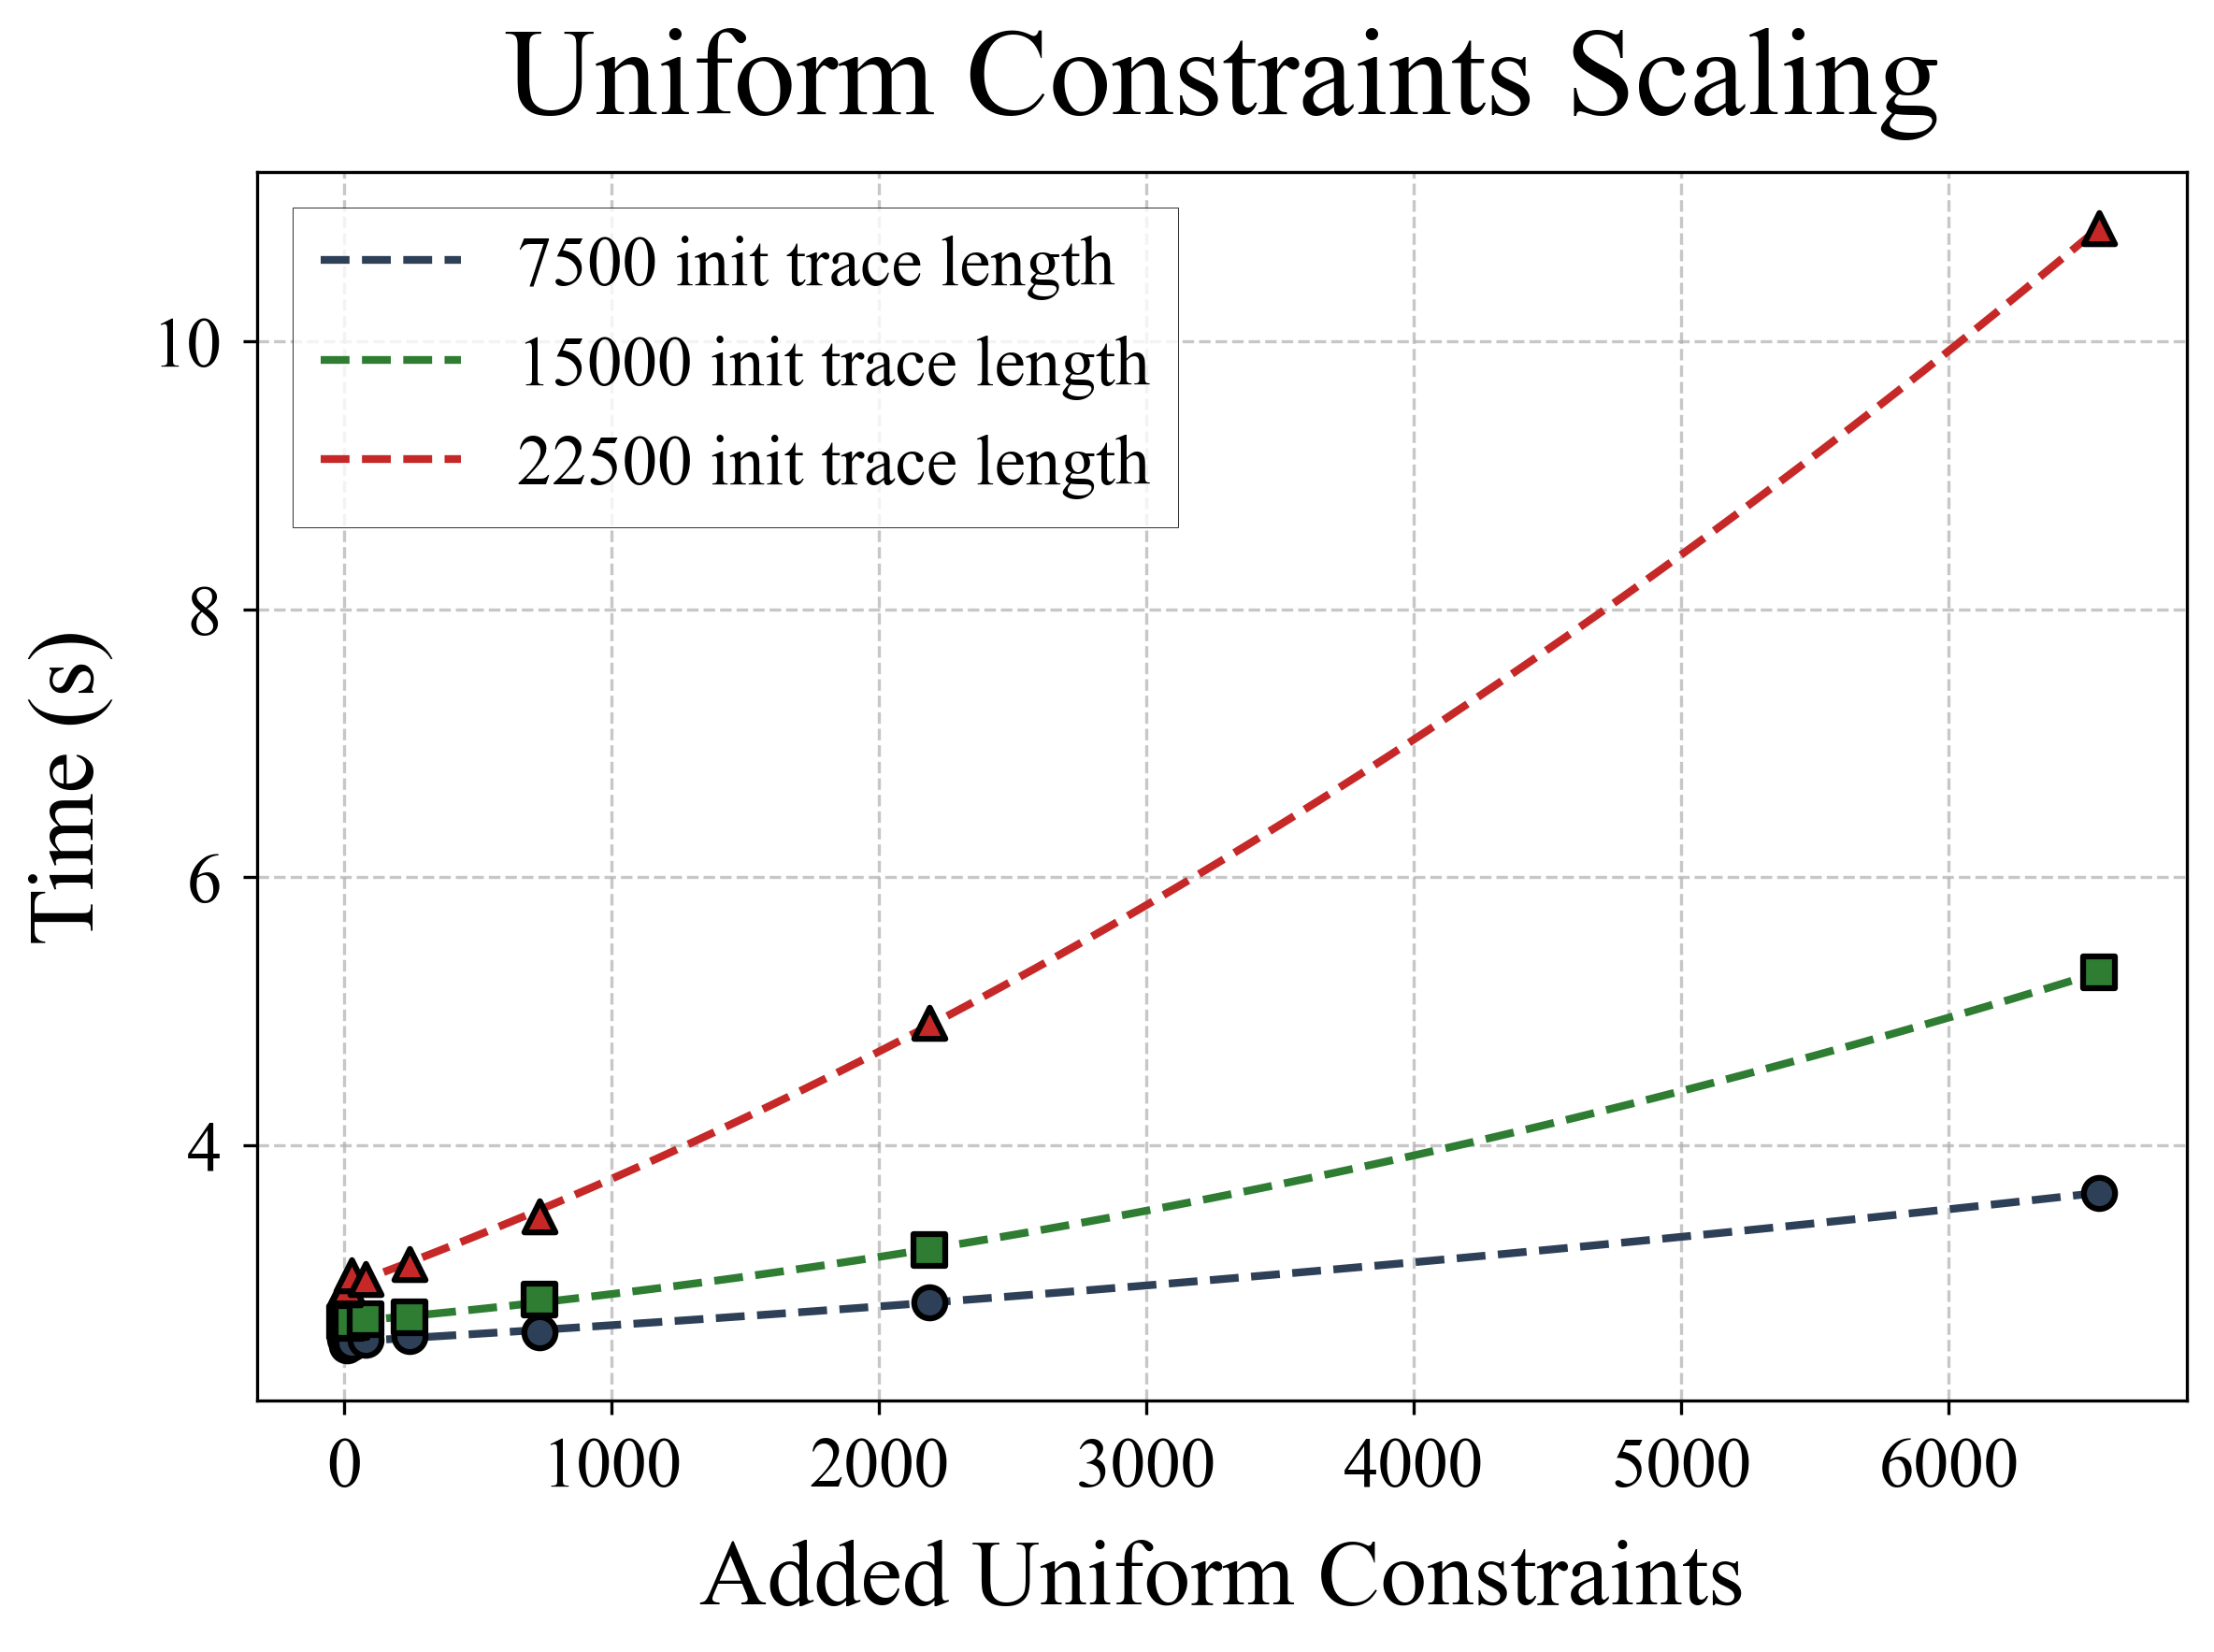 Uniform Constraints Scaling
7500 init trace length
15000 init trace length
22500 init trace length
Time (s)
10
8
6
4
0 1000 2000 3000 4000 5000 6000
Added Uniform Constraints